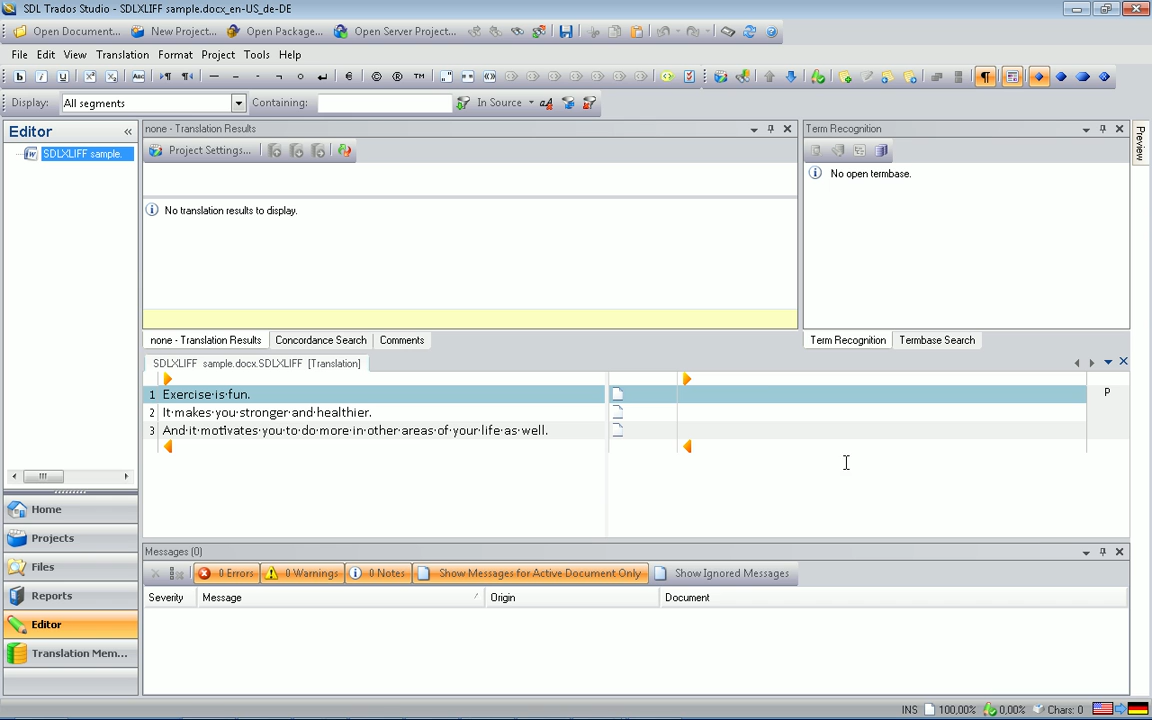 SDL Trados Studio - SDLXLIFF sample.docx_en-US_de-DE
Open Document... New Project... Open Package... Open Server Project...
File Edit View Translation Format Project Tools Help
Display: All segments Containing: In Source
Editor
SDLXLIFF sample.
none - Translation Results
Project Settings...
No translation results to display.
none - Translation Results Concordance Search Comments
Term Recognition
No open termbase.
Term Recognition Termbase Search
Preview
SDLXLIFF sample.docx.SDLXLIFF [Translation]
1 Exercise·is·fun. P
2 It·makes·you·stronger·and·healthier.
3 And·it·motivates·you·to·do·more·in·other·areas·of·your·life·as·well.
Home
Projects
Files
Reports
Editor
Translation Mem...
Messages (0)
0 Errors 0 Warnings 0 Notes Show Messages for Active Document Only Show Ignored Messages
Severity Message Origin Document
INS 100,00% 0,00% Chars: 0